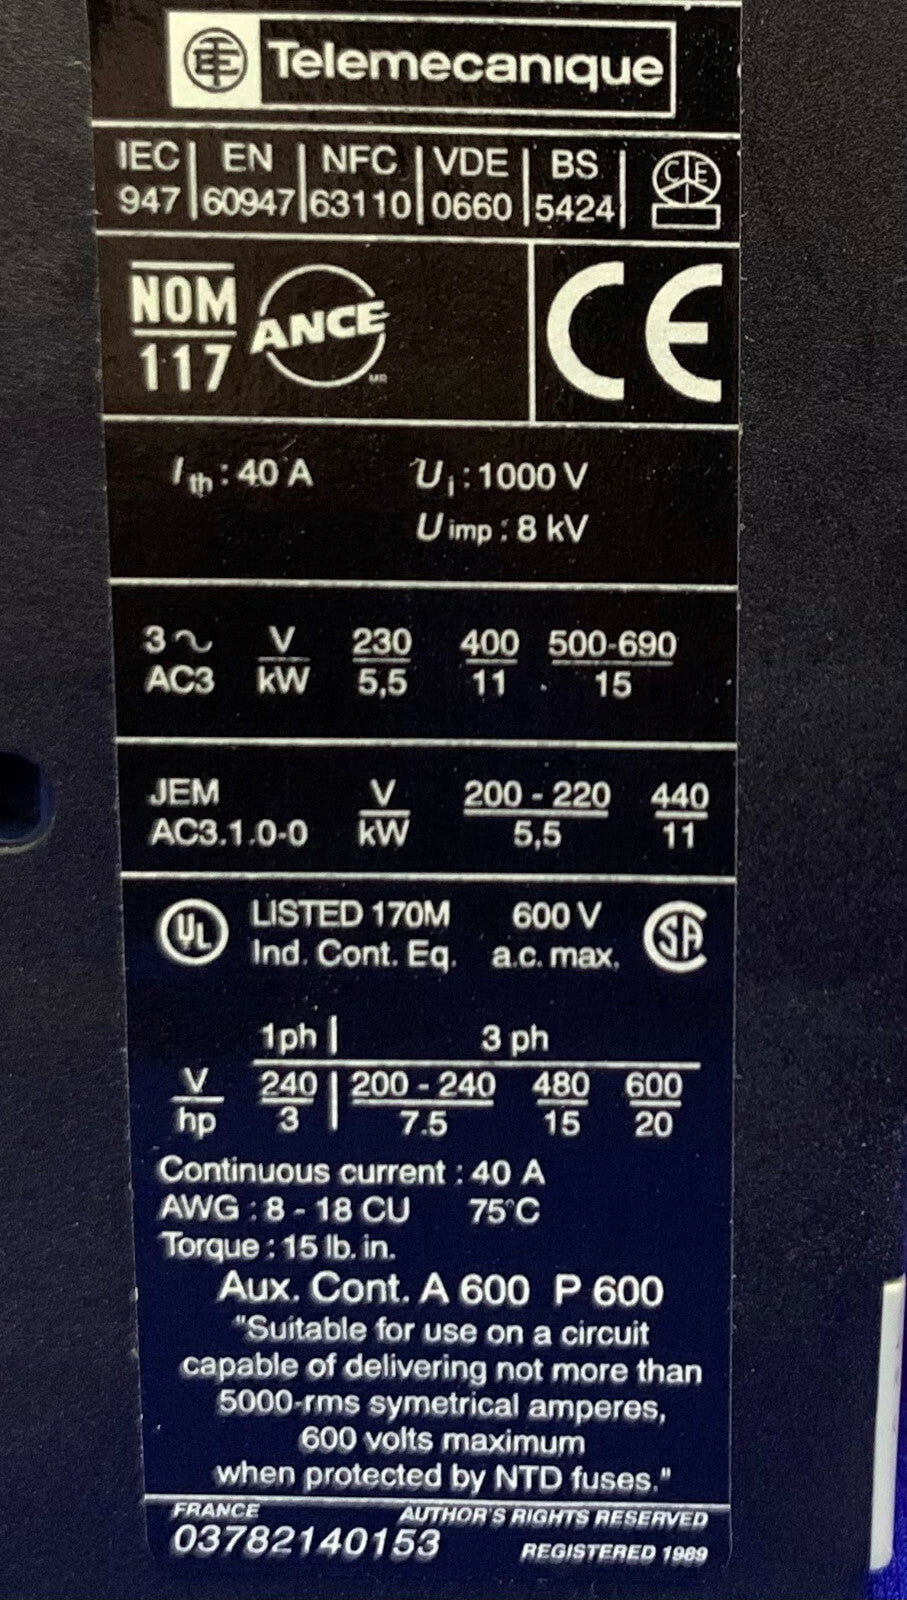 Telemecanique
IEC EN NFC VDE BS
947 60947 63110 0660 5424
NOM
117
ANCE
MR
CE
Ith : 40 A Ui : 1000 V
Uimp : 8 kV
3~ V 230 400 500-690
AC3 kW 5,5 11 15
JEM V 200 - 220 440
AC3.1.0-0 kW 5,5 11
UL LISTED 170M 600 V SA
Ind. Cont. Eq. a.c. max.
1ph 3 ph
V 240 200 - 240 480 600
hp 3 7.5 15 20
Continuous current : 40 A
AWG : 8 - 18 CU 75°C
Torque : 15 lb. in.
Aux. Cont. A 600 P 600
"Suitable for use on a circuit
capable of delivering not more than
5000-rms symetrical amperes,
600 volts maximum
when protected by NTD fuses."
FRANCE AUTHOR'S RIGHTS RESERVED
03782140153 REGISTERED 1989